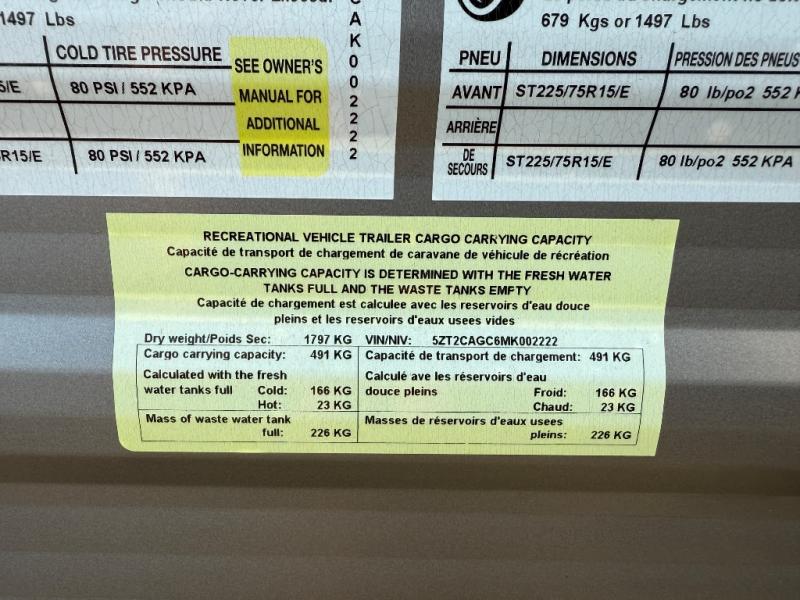 1497 Lbs
COLD TIRE PRESSURE
5/E 80 PSI / 552 KPA
R15/E 80 PSI / 552 KPA
SEE OWNER'S
MANUAL FOR
ADDITIONAL
INFORMATION
CAK002222
679 Kgs or 1497 Lbs
PNEU DIMENSIONS PRESSION DES PNEUS
AVANT ST225/75R15/E 80 lb/po2 552
ARRIÈRE
DE
SECOURS ST225/75R15/E 80 lb/po2 552 KPA
RECREATIONAL VEHICLE TRAILER CARGO CARRYING CAPACITY
Capacité de transport de chargement de caravane de véhicule de récréation
CARGO-CARRYING CAPACITY IS DETERMINED WITH THE FRESH WATER
TANKS FULL AND THE WASTE TANKS EMPTY
Capacité de chargement est calculee avec les reservoirs d'eau douce
pleins et les reservoirs d'eaux usees vides
Dry weight/Poids Sec: 1797 KG VIN/NIV: 5ZT2CAGC6MK002222
Cargo carrying capacity: 491 KG Capacité de transport de chargement: 491 KG
Calculated with the fresh Calculé ave les réservoirs d'eau
water tanks full Cold: 166 KG douce pleins Froid: 166 KG
Hot: 23 KG Chaud: 23 KG
Mass of waste water tank Masses de réservoirs d'eaux usees
full: 226 KG pleins: 226 KG